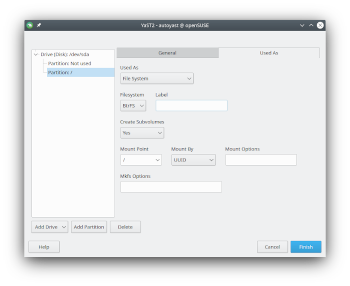 YaST2 - autoyast @ openSUSE
Drive (Disk): /dev/sda
Partition: Not used
Partition: /
General
Used As
Used As
File System
Filesystem
Label
BtrFS
Create Subvolumes
Yes
Mount Point
Mount By
Mount Options
/
UUID
Mkfs Options
Add Drive
Add Partition
Delete
Help
Cancel
Finish